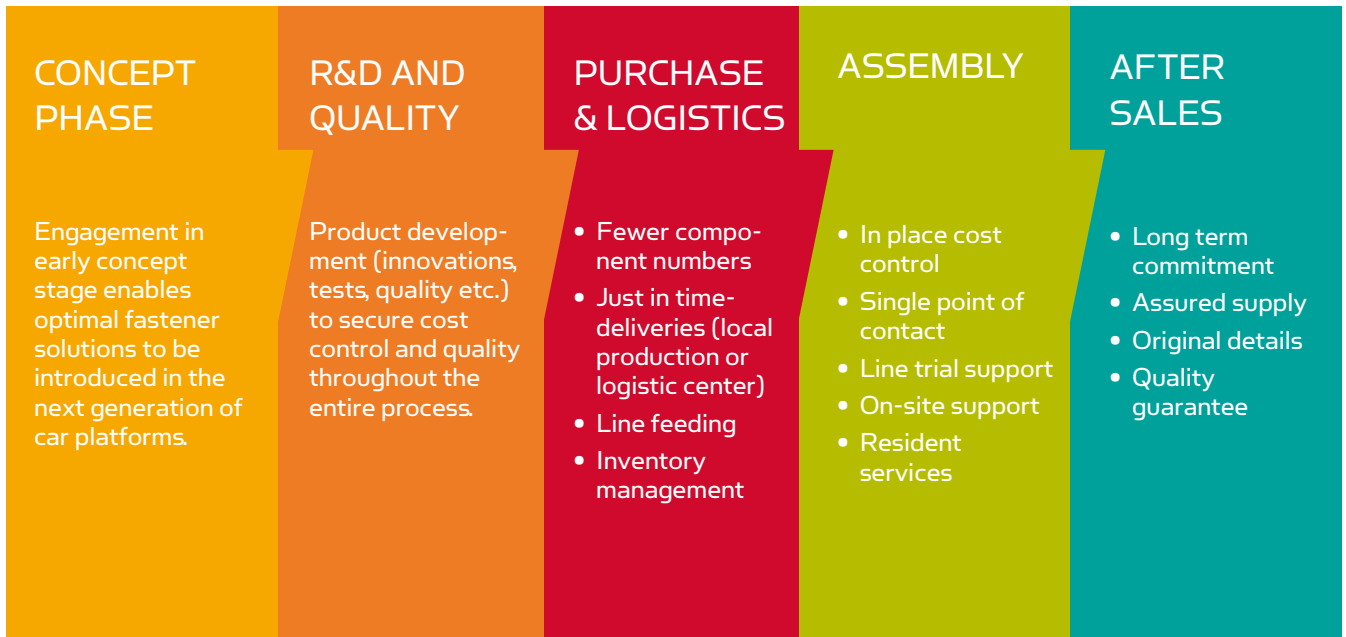 CONCEPT
PHASE
Engagement in
early concept
stage enables
optimal fastener
solutions to be
introduced in the
next generation of
car platforms.
R&D AND
QUALITY
Product develop-
ment (innovations,
tests, quality etc.)
to secure cost
control and quality
throughout the
entire process.
PURCHASE
& LOGISTICS
• Fewer compo-
nent numbers
• Just in time-
deliveries (local
production or
logistic center)
• Line feeding
• Inventory
management
ASSEMBLY
• In place cost
control
• Single point of
contact
• Line trial support
• On-site support
• Resident
services
AFTER
SALES
• Long term
commitment
• Assured supply
• Original details
• Quality
guarantee